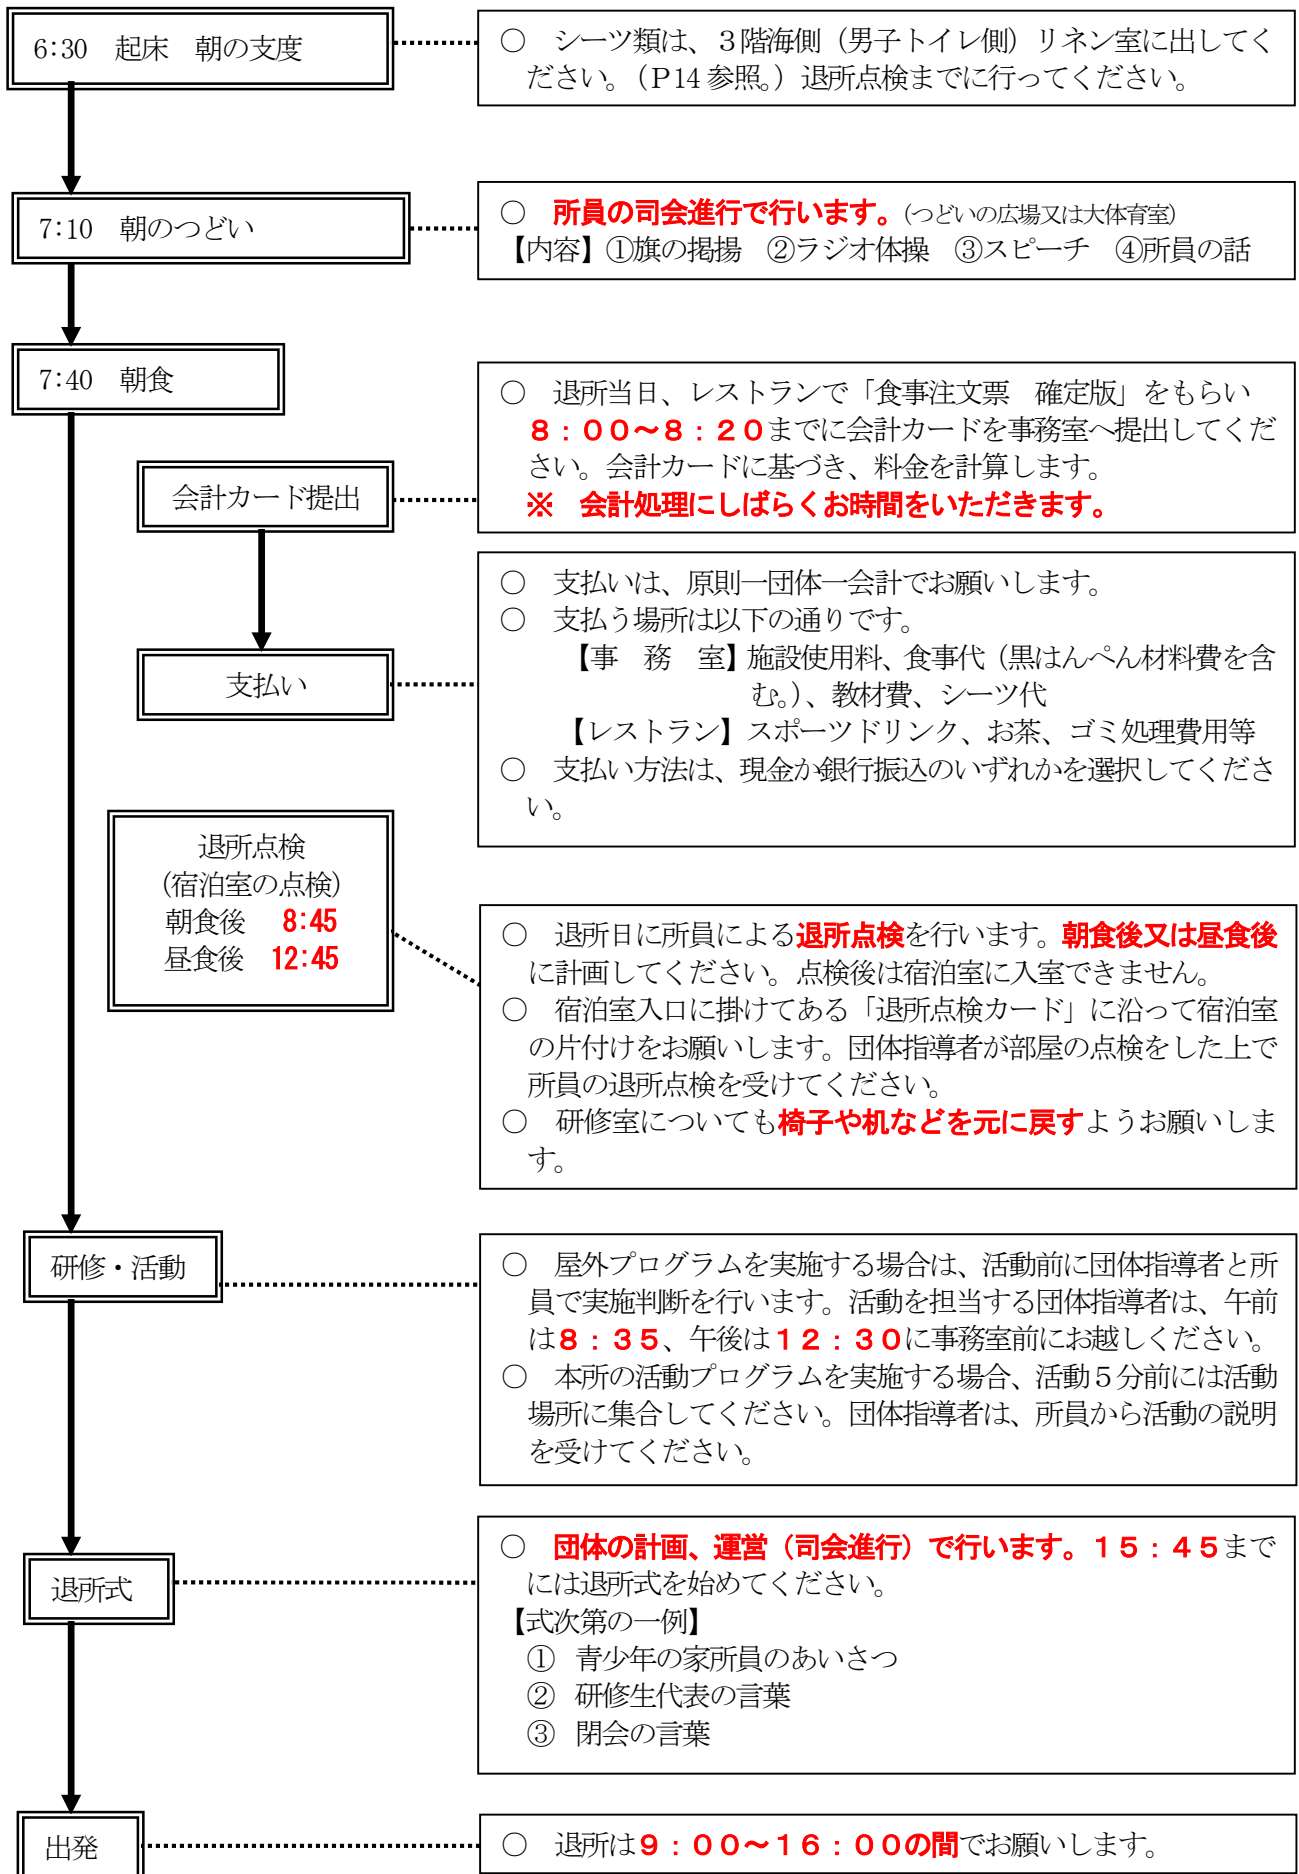 6:30　起床　朝の支度
○　シーツ類は、３階海側（男子トイレ側）リネン室に出してく
ださい。（P14 参照。）退所点検までに行ってください。
7:10　朝のつどい
○　所員の司会進行で行います。（つどいの広場又は大体育室）
【内容】①旗の掲揚　②ラジオ体操　③スピーチ　④所員の話
7:40　朝食
○　退所当日、レストランで「食事注文票　確定版」をもらい
８：００～８：２０までに会計カードを事務室へ提出してくだ
さい。会計カードに基づき、料金を計算します。
※　会計処理にしばらくお時間をいただきます。
会計カード提出
○　支払いは、原則一団体一会計でお願いします。
○　支払う場所は以下の通りです。
【事　務　室】施設使用料、食事代（黒はんぺん材料費を含
む。）、教材費、シーツ代
【レストラン】スポーツドリンク、お茶、ゴミ処理費用等
○　支払い方法は、現金か銀行振込のいずれかを選択してくださ
い。
支払い
退所点検
（宿泊室の点検）
朝食後　8:45
昼食後　12:45
○　退所日に所員による退所点検を行います。朝食後又は昼食後
に計画してください。点検後は宿泊室に入室できません。
○　宿泊室入口に掛けてある「退所点検カード」に沿って宿泊室
の片付けをお願いします。団体指導者が部屋の点検をした上で
所員の退所点検を受けてください。
○　研修室についても椅子や机などを元に戻すようお願いしま
す。
研修・活動
○　屋外プログラムを実施する場合は、活動前に団体指導者と所
員で実施判断を行います。活動を担当する団体指導者は、午前
は８：３５、午後は１２：３０に事務室前にお越しください。
○　本所の活動プログラムを実施する場合、活動５分前には活動
場所に集合してください。団体指導者は、所員から活動の説明
を受けてください。
退所式
○　団体の計画、運営（司会進行）で行います。１５：４５まで
には退所式を始めてください。
【式次第の一例】
①　青少年の家所員のあいさつ
②　研修生代表の言葉
③　閉会の言葉
出発
○　退所は９：００～１６：００の間でお願いします。